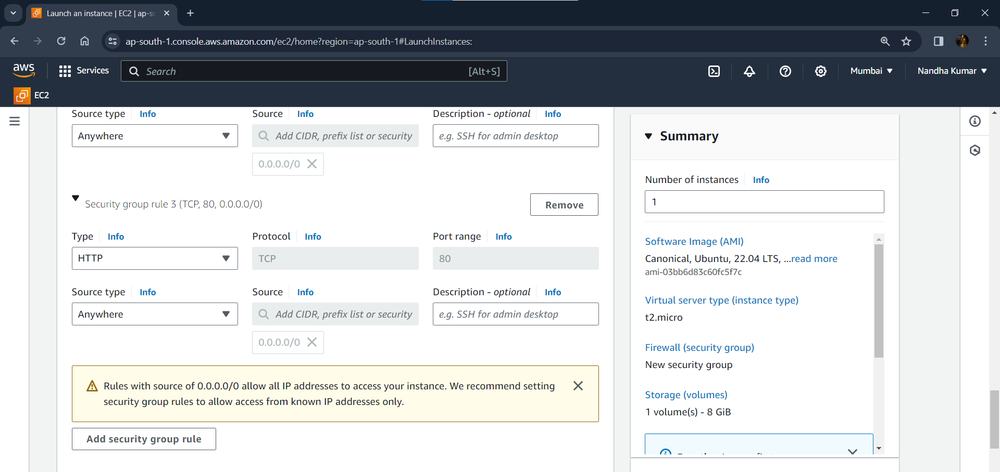 Launch an instance | EC2 | ap-sc
ap-south-1.console.aws.amazon.com/ec2/home?region=ap-south-1#LaunchInstances:
aws
Services
Search
[Alt+S]
Mumbai
Nandha Kumar
EC2
Source type Info
Source Info
Description - optional Info
Anywhere
Add CIDR, prefix list or security
e.g. SSH for admin desktop
0.0.0.0/0
Security group rule 3 (TCP, 80, 0.0.0.0/0)
Remove
Type Info
Protocol Info
Port range Info
HTTP
TCP
80
Source type Info
Source Info
Description - optional Info
Anywhere
Add CIDR, prefix list or security
e.g. SSH for admin desktop
0.0.0.0/0
Rules with source of 0.0.0.0/0 allow all IP addresses to access your instance. We recommend setting
security group rules to allow access from known IP addresses only.
Add security group rule
Summary
Number of instances Info
1
Software Image (AMI)
Canonical, Ubuntu, 22.04 LTS, ...read more
ami-03bb6d83c60fc5f7c
Virtual server type (instance type)
t2.micro
Firewall (security group)
New security group
Storage (volumes)
1 volume(s) - 8 GiB